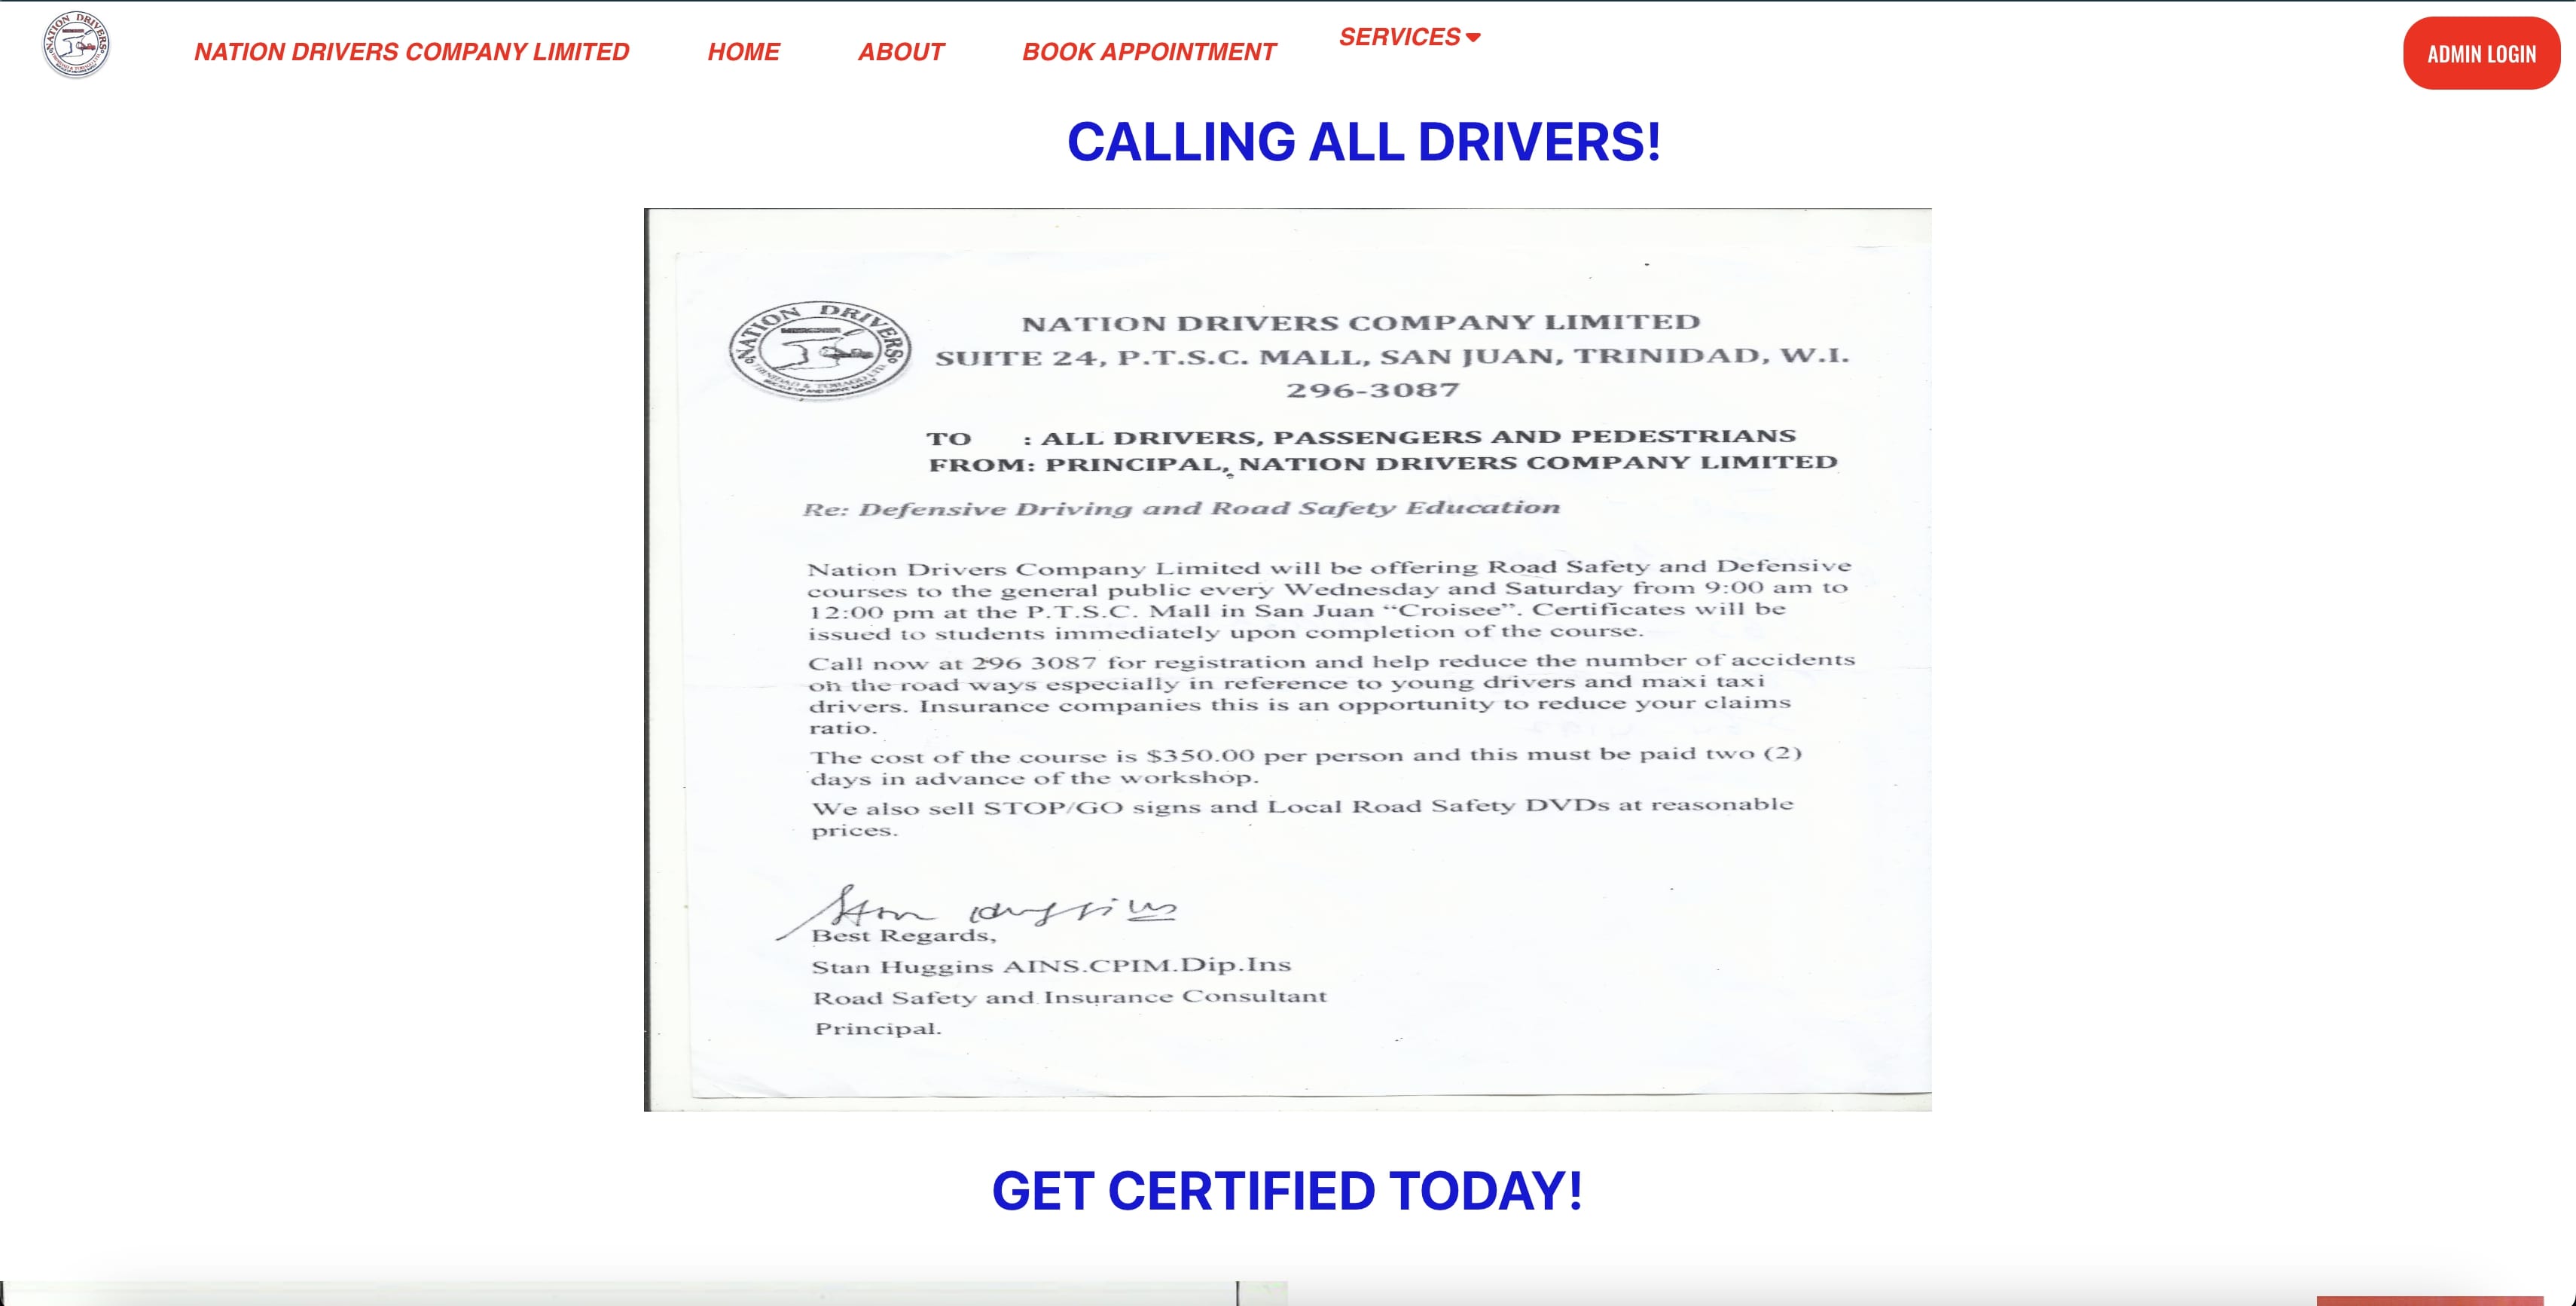 NATION DRIVERS
NATION DRIVERS COMPANY LIMITED
HOME
ABOUT
BOOK APPOINTMENT
SERVICES
ADMIN LOGIN
CALLING ALL DRIVERS!
NATION DRIVERS
TRINIDAD & TOBAGO LTD
NATION DRIVERS COMPANY LIMITED
SUITE 24, P.T.S.C. MALL, SAN JUAN, TRINIDAD, W.I.
296-3087
TO : ALL DRIVERS, PASSENGERS AND PEDESTRIANS
FROM: PRINCIPAL, NATION DRIVERS COMPANY LIMITED
Re: Defensive Driving and Road Safety Education
Nation Drivers Company Limited will be offering Road Safety and Defensive
courses to the general public every Wednesday and Saturday from 9:00 am to
12:00 pm at the P.T.S.C. Mall in San Juan “Croisee”. Certificates will be
issued to students immediately upon completion of the course.
Call now at 296 3087 for registration and help reduce the number of accidents
on the road ways especially in reference to young drivers and maxi taxi
drivers. Insurance companies this is an opportunity to reduce your claims
ratio.
The cost of the course is $350.00 per person and this must be paid two (2)
days in advance of the workshop.
We also sell STOP/GO signs and Local Road Safety DVDs at reasonable
prices.
Stan Huggins
Best Regards,
Stan Huggins AINS.CPIM.Dip.Ins
Road Safety and Insurance Consultant
Principal.
GET CERTIFIED TODAY!